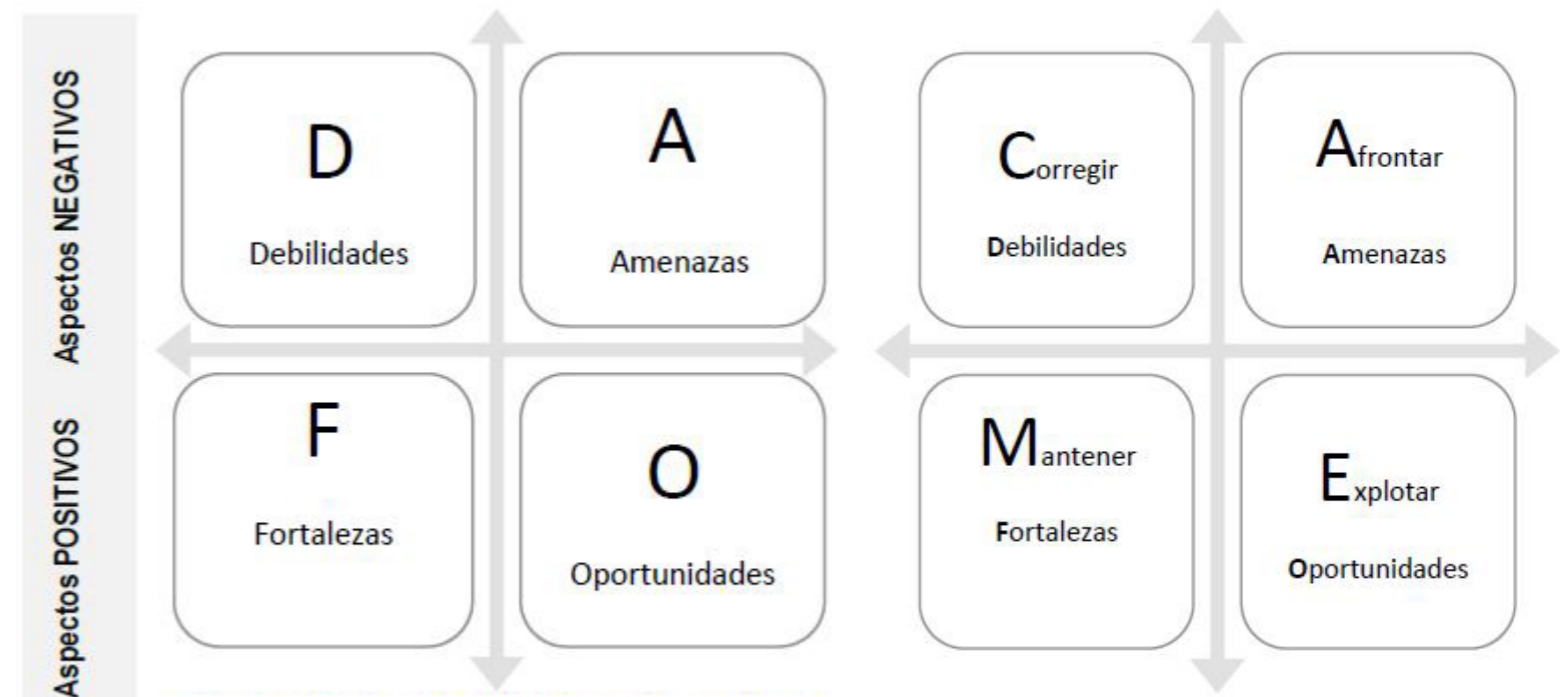 Aspectos NEGATIVOS
D
Debilidades
A
Amenazas
F
Fortalezas
O
Oportunidades
Aspectos POSITIVOS
Corregir
Debilidades
Afrontar
Amenazas
Mantener
Fortalezas
Explotar
Oportunidades